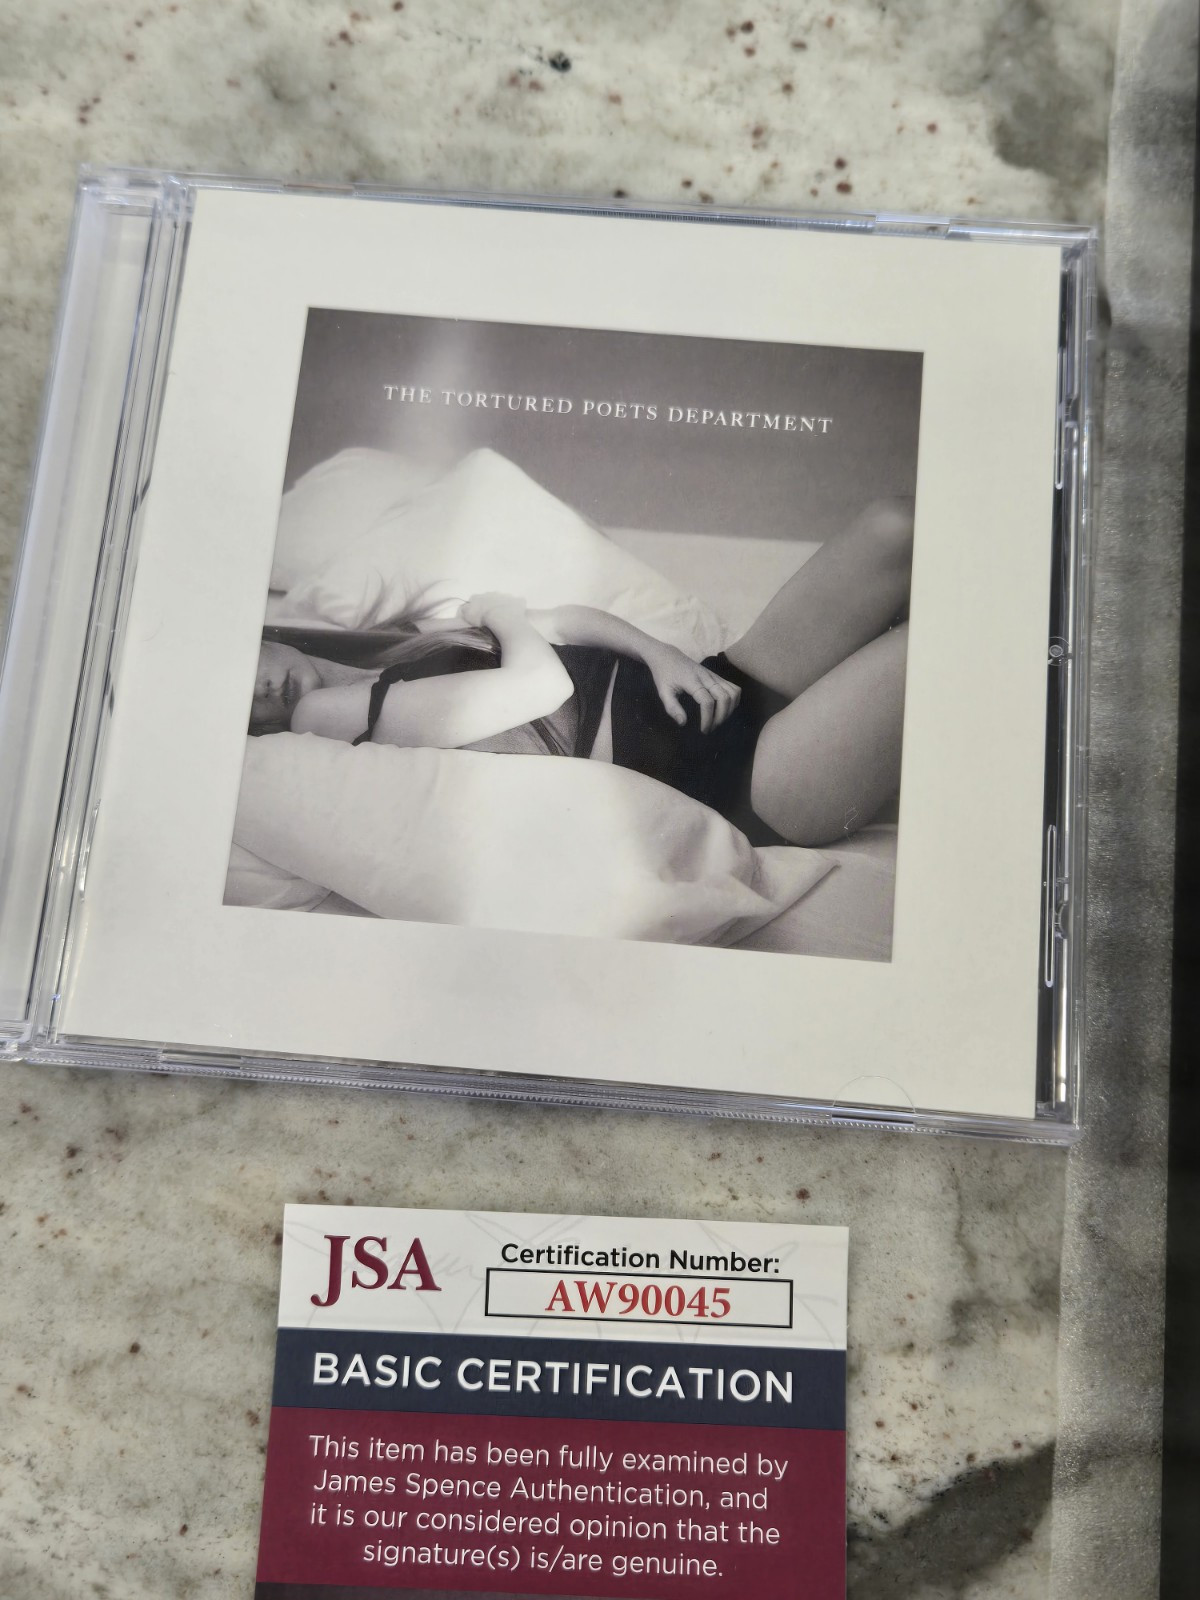 THE TORTURED POETS DEPARTMENT
JSA
Certification Number:
AW90045
BASIC CERTIFICATION
This item has been fully examined by
James Spence Authentication, and
it is our considered opinion that the
signature(s) is/are genuine.